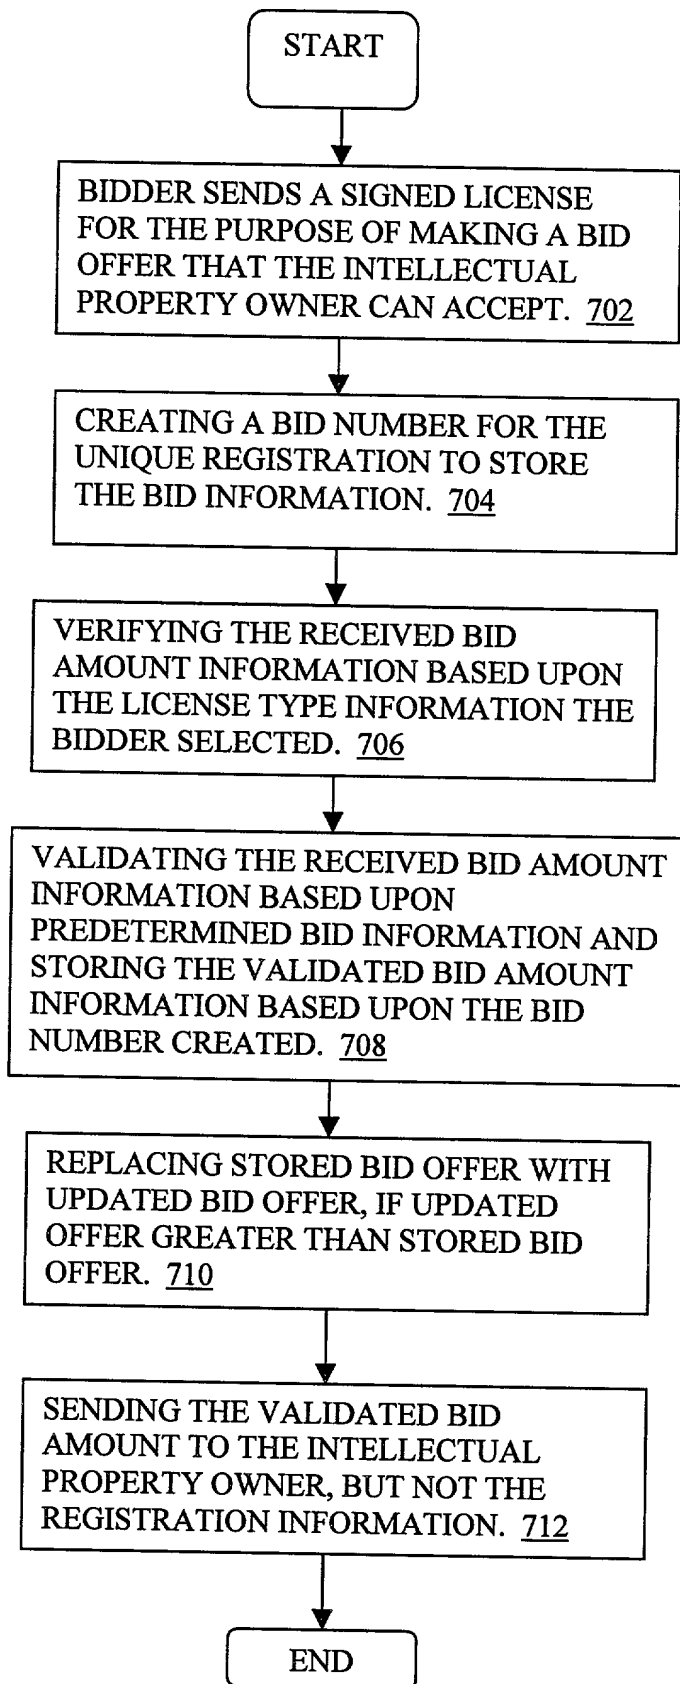 START
BIDDER SENDS A SIGNED LICENSE
FOR THE PURPOSE OF MAKING A BID
OFFER THAT THE INTELLECTUAL
PROPERTY OWNER CAN ACCEPT. 702
CREATING A BID NUMBER FOR THE
UNIQUE REGISTRATION TO STORE
THE BID INFORMATION. 704
VERIFYING THE RECEIVED BID
AMOUNT INFORMATION BASED UPON
THE LICENSE TYPE INFORMATION THE
BIDDER SELECTED. 706
VALIDATING THE RECEIVED BID AMOUNT
INFORMATION BASED UPON
PREDETERMINED BID INFORMATION AND
STORING THE VALIDATED BID AMOUNT
INFORMATION BASED UPON THE BID
NUMBER CREATED. 708
REPLACING STORED BID OFFER WITH
UPDATED BID OFFER, IF UPDATED
OFFER GREATER THAN STORED BID
OFFER. 710
SENDING THE VALIDATED BID
AMOUNT TO THE INTELLECTUAL
PROPERTY OWNER, BUT NOT THE
REGISTRATION INFORMATION. 712
END